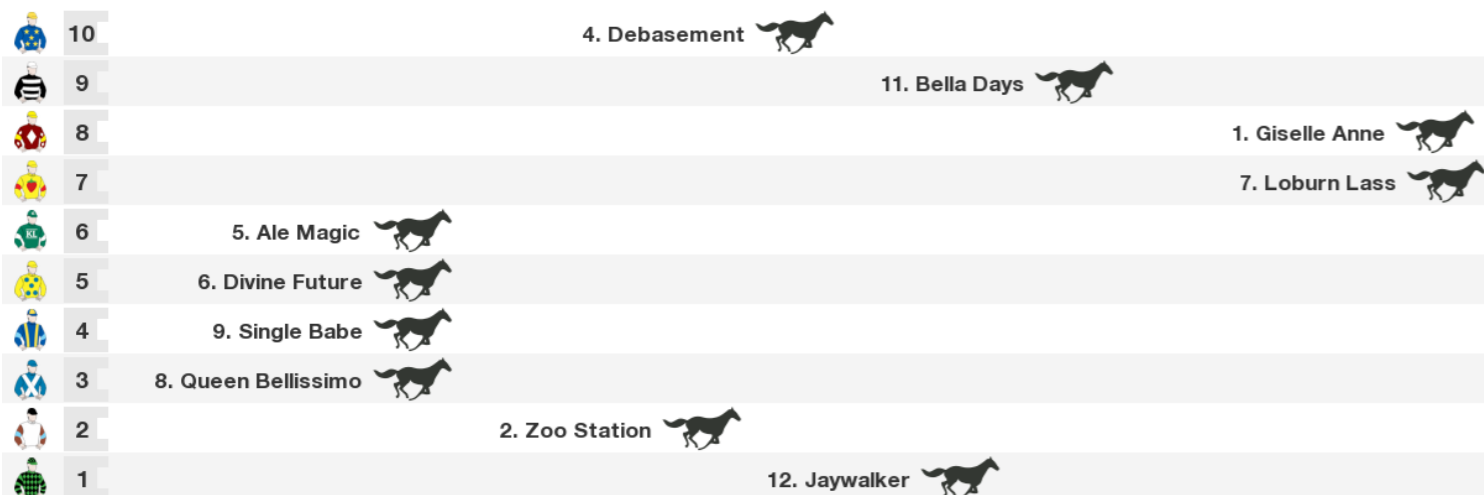 10 4. Debasement
9 11. Bella Days
8 1. Giselle Anne
7 7. Loburn Lass
6 5. Ale Magic
5 6. Divine Future
4 9. Single Babe
3 8. Queen Bellissimo
2 2. Zoo Station
1 12. Jaywalker